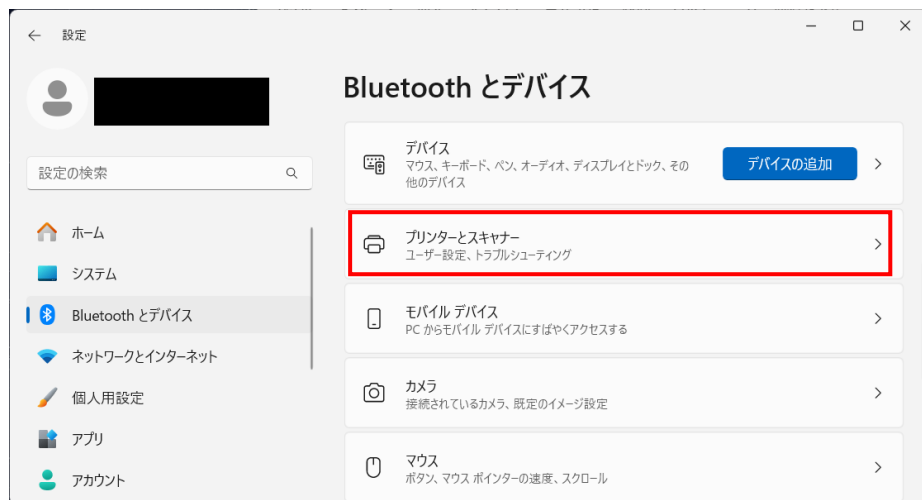 設定
Bluetooth とデバイス
設定の検索
ホーム
システム
Bluetooth とデバイス
ネットワークとインターネット
個人用設定
アプリ
アカウント
デバイス
マウス、キーボード、ペン、オーディオ、ディスプレイとドック、その
他のデバイス
デバイスの追加
プリンターとスキャナー
ユーザー設定、トラブルシューティング
モバイル デバイス
PC からモバイル デバイスにすばやくアクセスする
カメラ
接続されているカメラ、既定のイメージ設定
マウス
ボタン、マウス ポインターの速度、スクロール